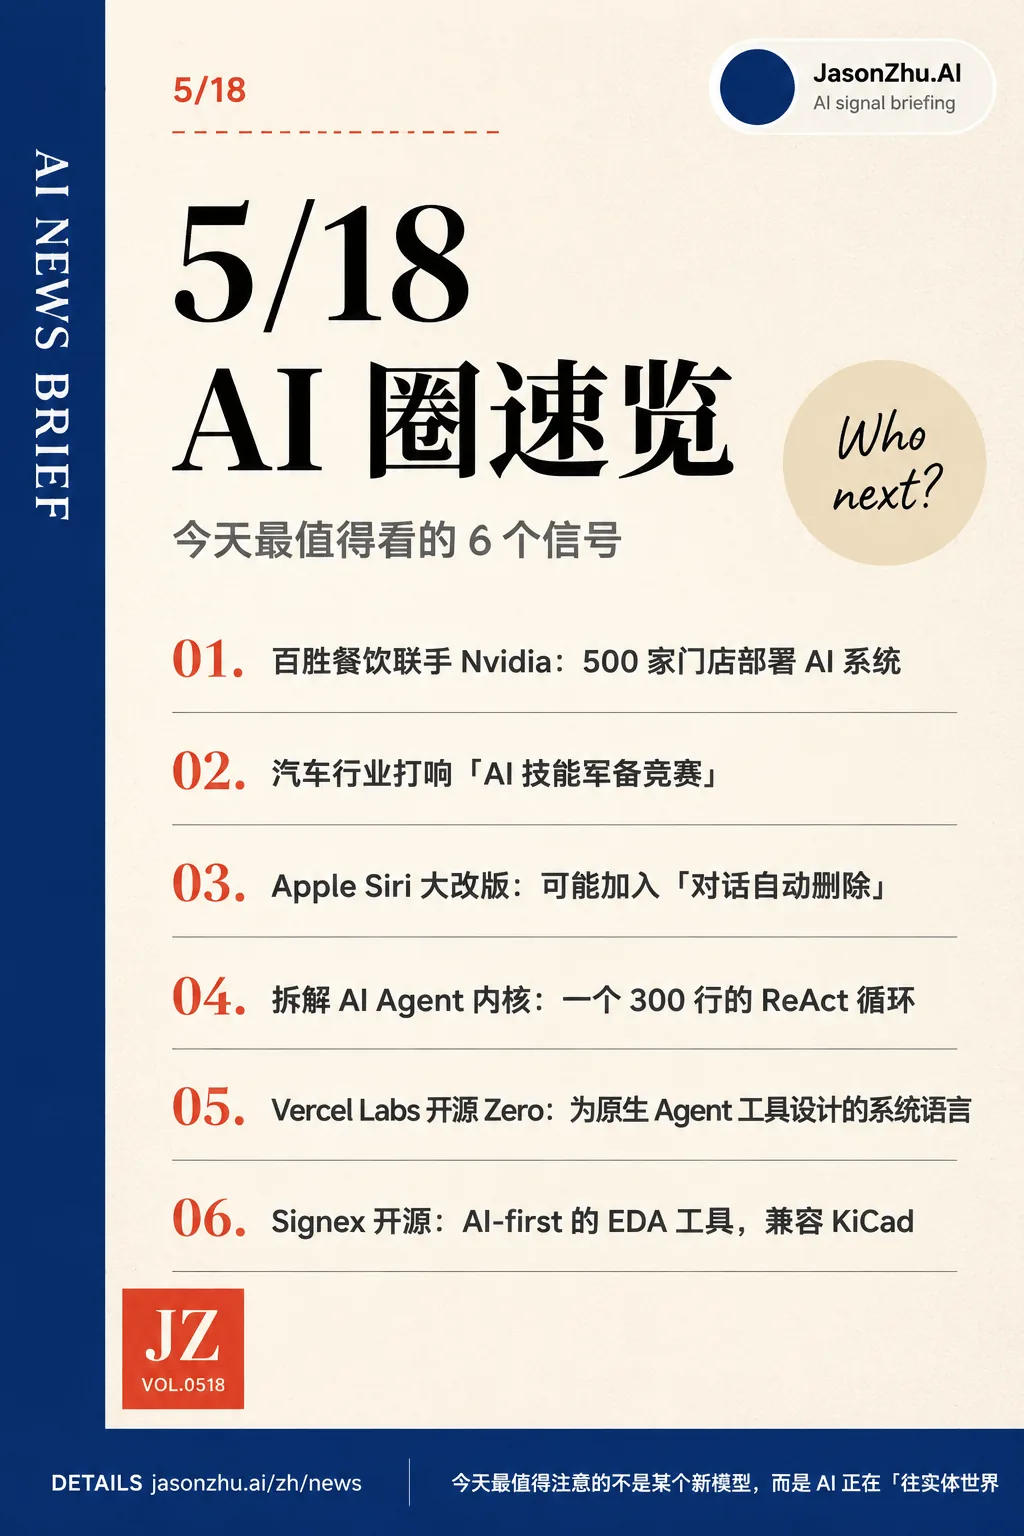 5/18
JasonZhu.AI
AI signal briefing
AI NEWS BRIEF
5/18
AI 圈速览
Who
next?
今天最值得看的 6 个信号
01. 百胜餐饮联手 Nvidia：500 家门店部署 AI 系统
02. 汽车行业打响「AI 技能军备竞赛」
03. Apple Siri 大改版：可能加入「对话自动删除」
04. 拆解 AI Agent 内核：一个 300 行的 ReAct 循环
05. Vercel Labs 开源 Zero：为原生 Agent 工具设计的系统语言
06. Signex 开源：AI-first 的 EDA 工具，兼容 KiCad
JZ
VOL.0518
DETAILS jasonzhu.ai/zh/news
今天最值得注意的不是某个新模型，而是 AI 正在「往实体世界